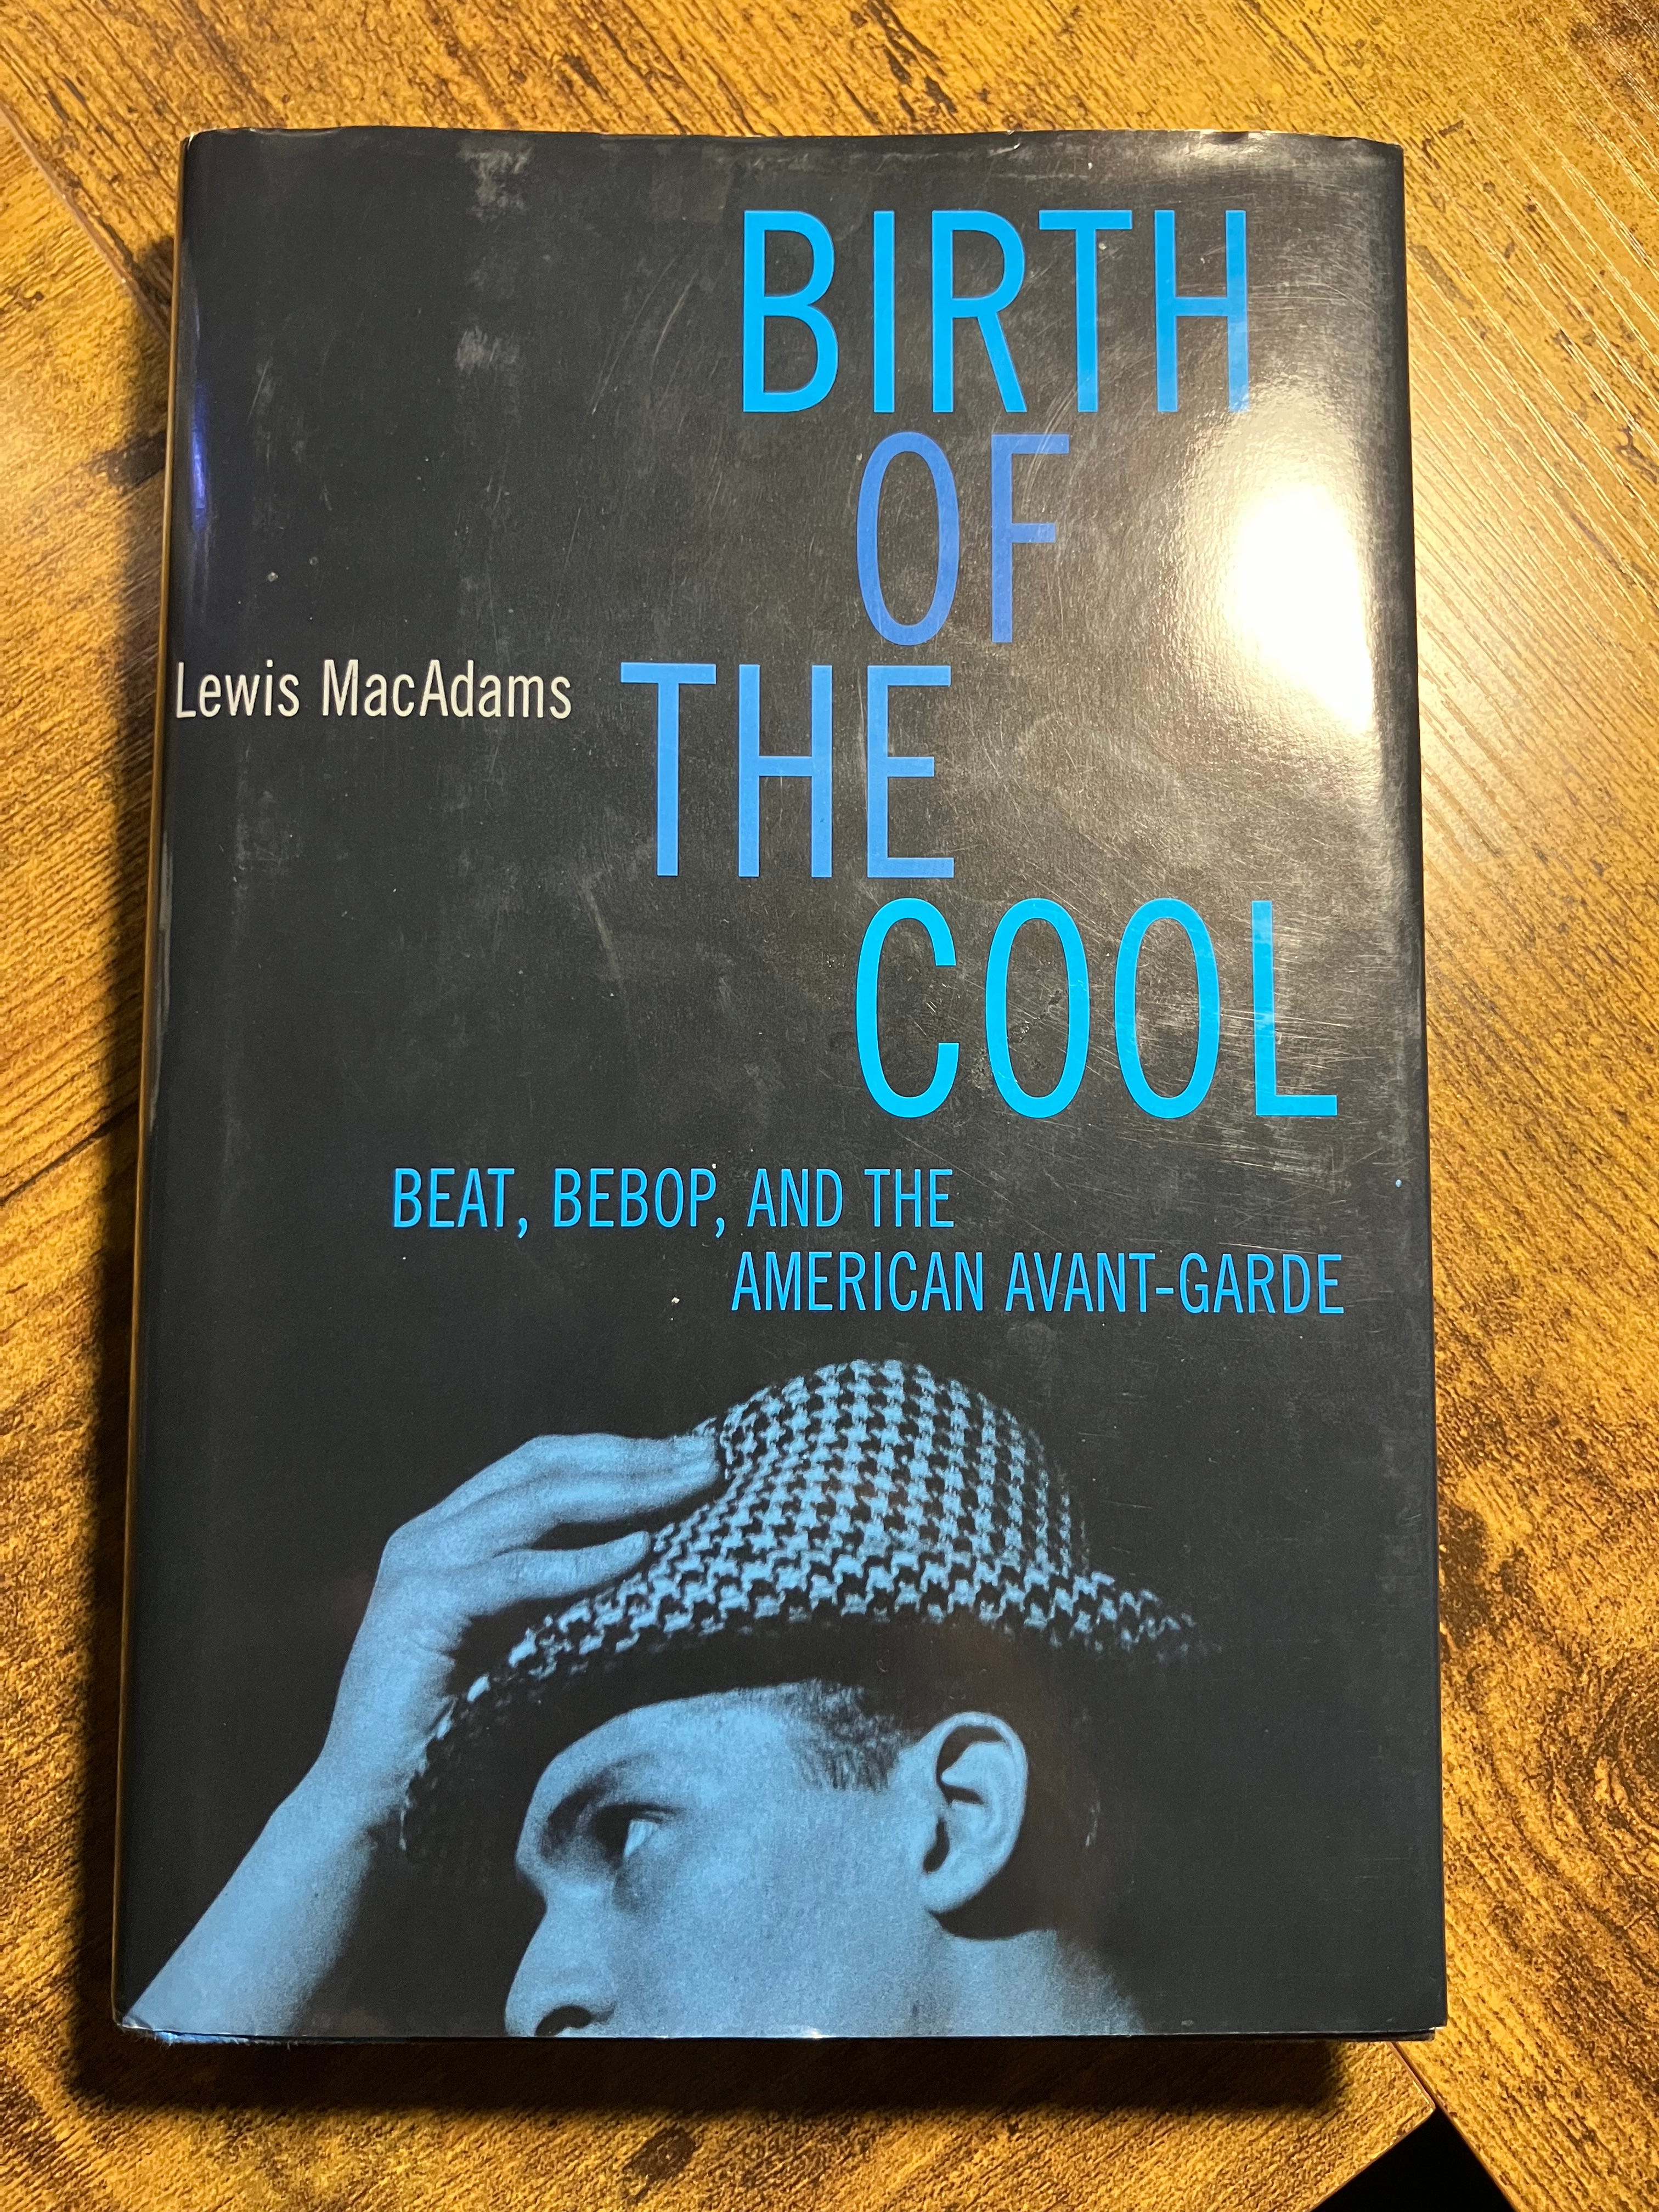 BIRTH
OF
Lewis MacAdams THE
COOL
BEAT, BEBOP, AND THE
AMERICAN AVANT-GARDE